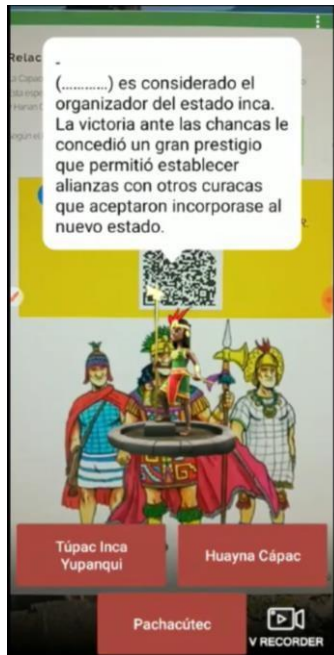 Relac
-
(............) es considerado el
organizador del estado inca.
La victoria ante las chancas le
concedió un gran prestigio
que permitió establecer
alianzas con otros curacas
que aceptaron incorporase al
nuevo estado.
Túpac Inca
Yupanqui
Huayna Cápac
Pachacútec
V RECORDER